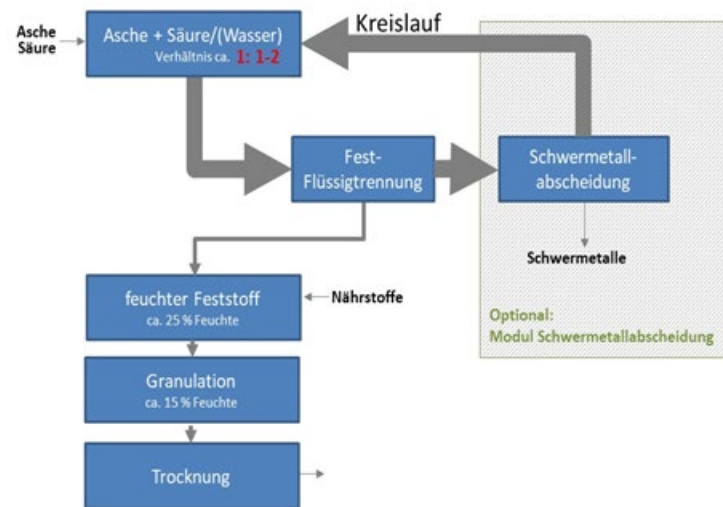 Asche
Säure
Asche + Säure/(Wasser)
Verhältnis ca. 1: 1-2
Kreislauf
Fest-
Flüssigtrennung
Schwermetall-
abscheidung
Schwermetalle
feuchter Feststoff
ca. 25 % Feuchte
Nährstoffe
Optional:
Modul Schwermetallabscheidung
Granulation
ca. 15 % Feuchte
Trocknung